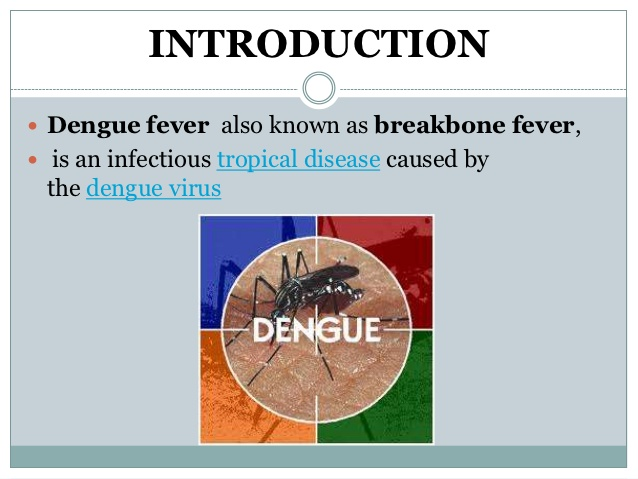 INTRODUCTION
Dengue fever also known as breakbone fever,
is an infectious tropical disease caused by
the dengue virus
DENGUE